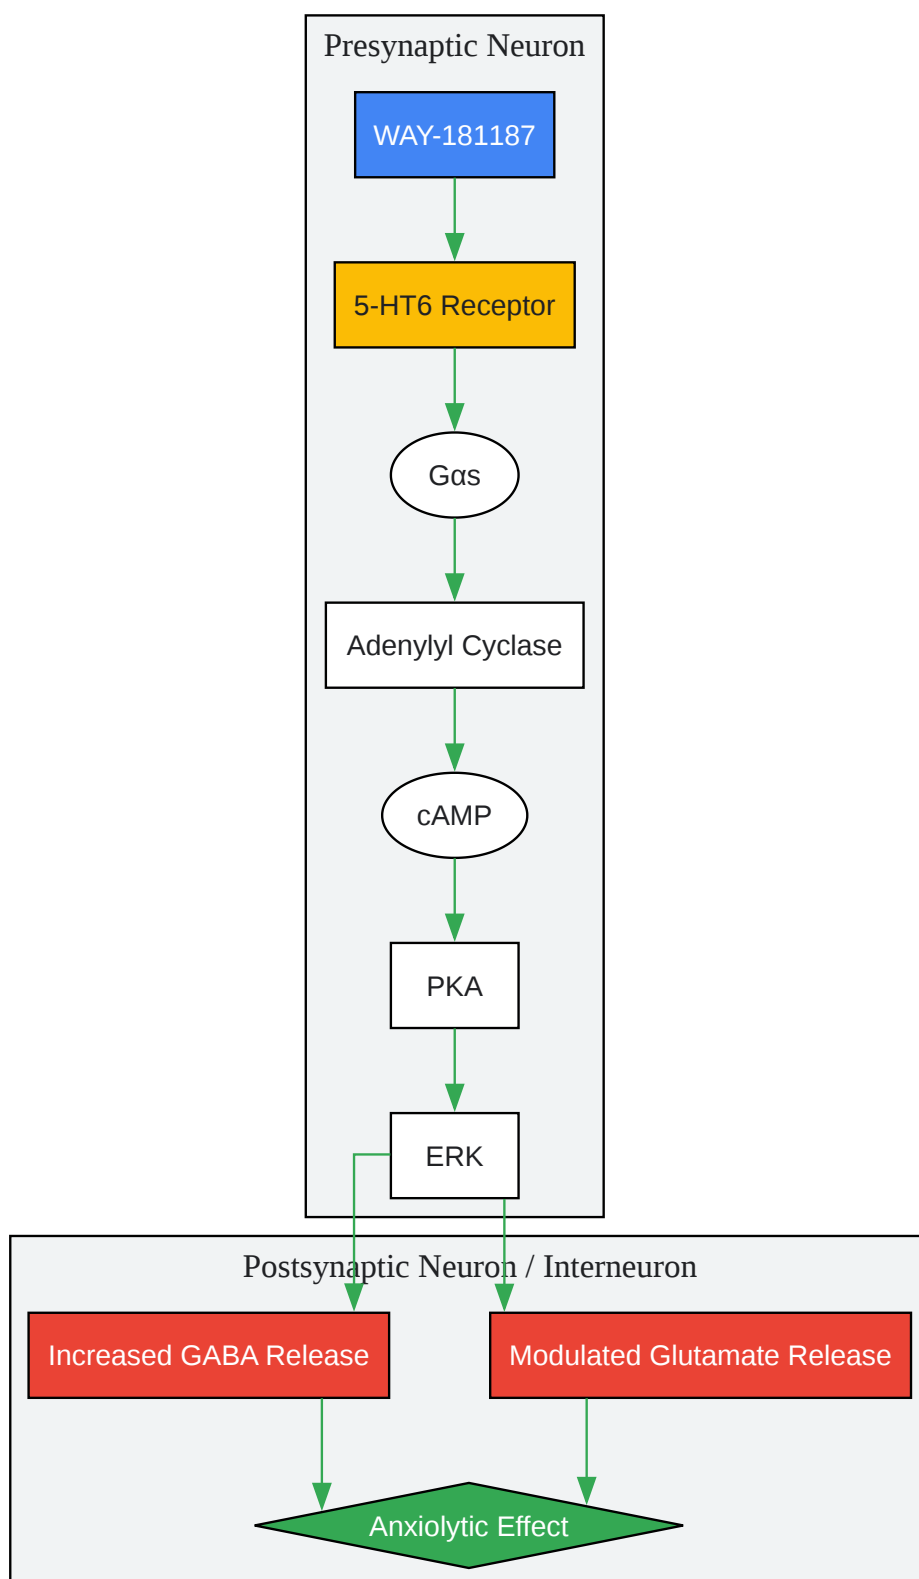 Presynaptic Neuron
WAY-181187
5-HT6 Receptor
Gαs
Adenylyl Cyclase
cAMP
PKA
ERK
Postsynaptic Neuron / Interneuron
Increased GABA Release
Modulated Glutamate Release
Anxiolytic Effect